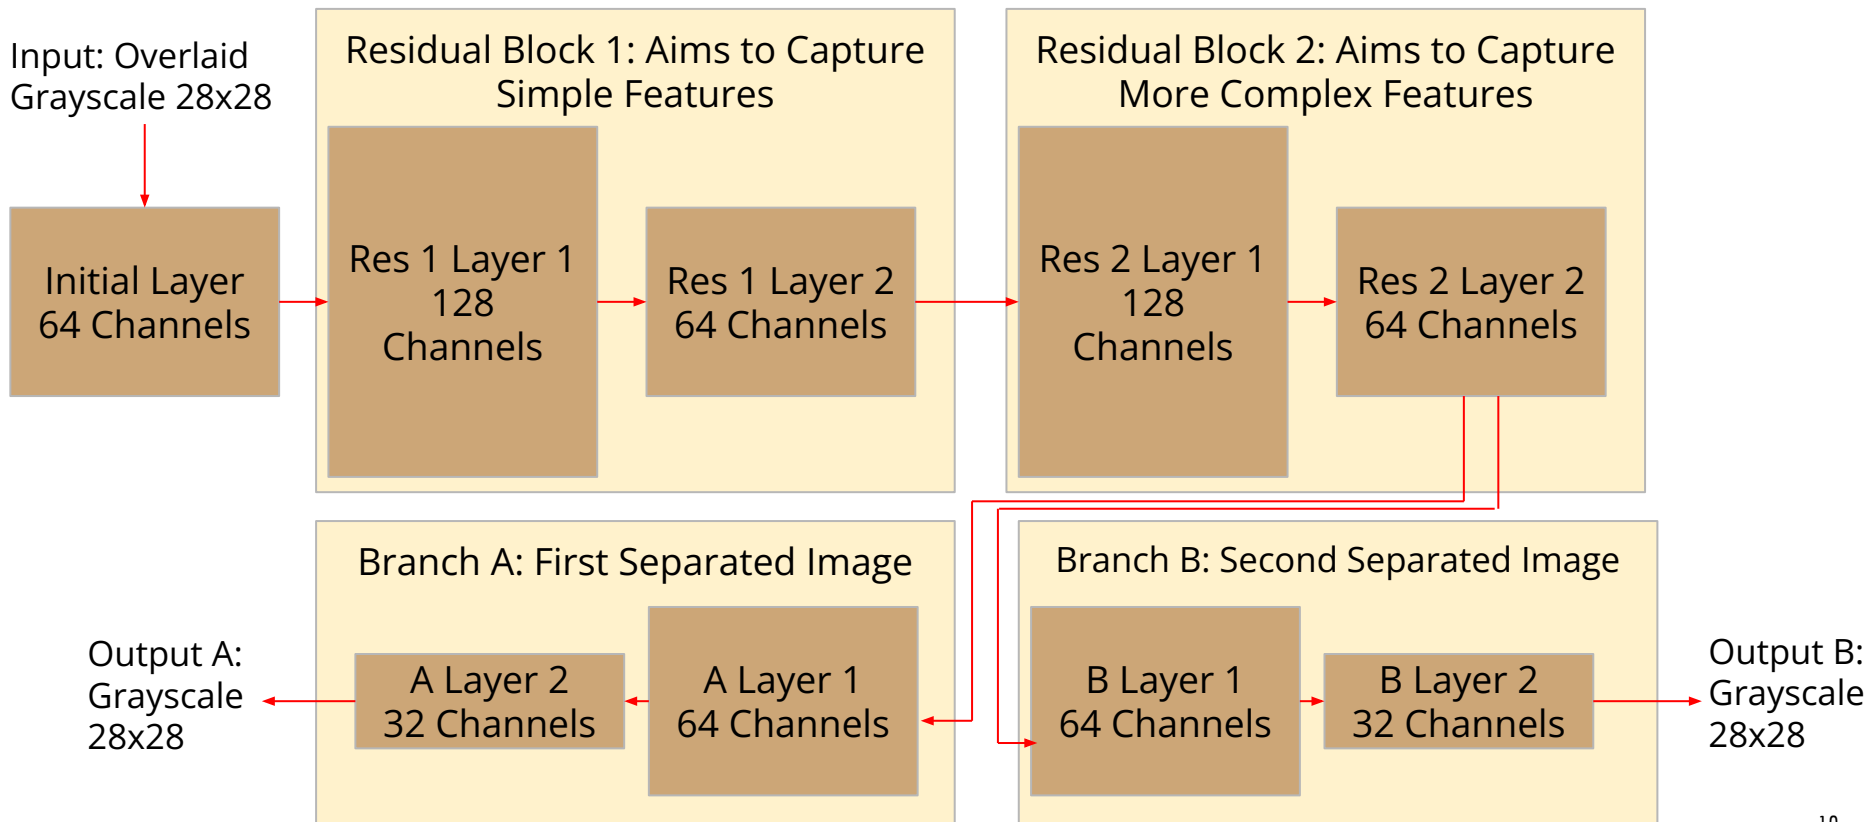 Input: Overlaid
Grayscale 28x28
Residual Block 1: Aims to Capture
Simple Features
Residual Block 2: Aims to Capture
More Complex Features
Initial Layer
64 Channels
Res 1 Layer 1
128
Channels
Res 1 Layer 2
64 Channels
Res 2 Layer 1
128
Channels
Res 2 Layer 2
64 Channels
Branch A: First Separated Image
Branch B: Second Separated Image
Output A:
Grayscale
28x28
A Layer 2
32 Channels
A Layer 1
64 Channels
B Layer 1
64 Channels
B Layer 2
32 Channels
Output B:
Grayscale
28x28